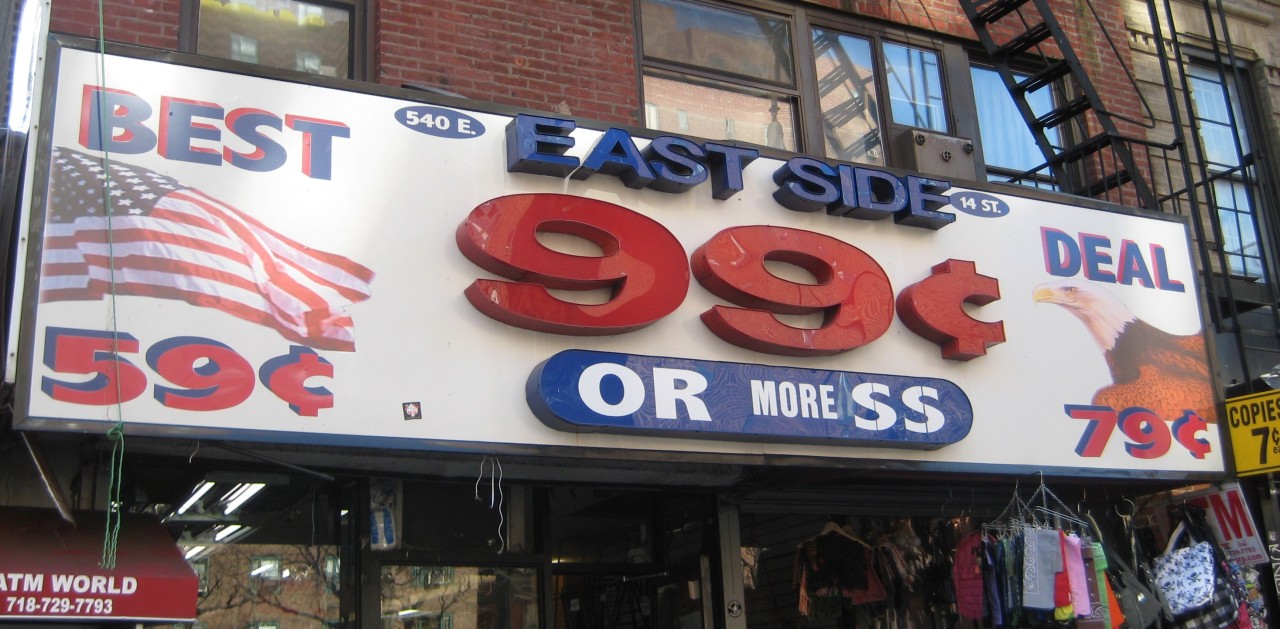 BEST
59¢
540 E.
EAST SIDE
14 ST.
99¢
OR MORE SS
DEAL
79¢
COPIES
7¢
M
ATM WORLD
718-729-7793